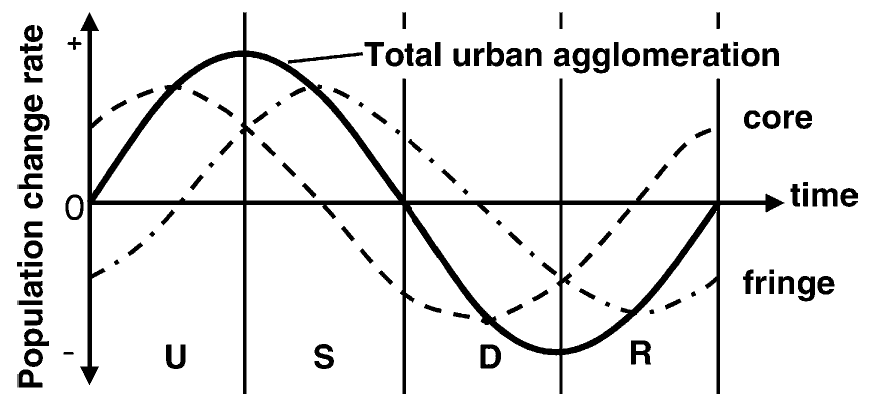 Population change rate
+
0
-
Total urban agglomeration
core
time
fringe
U
S
D
R